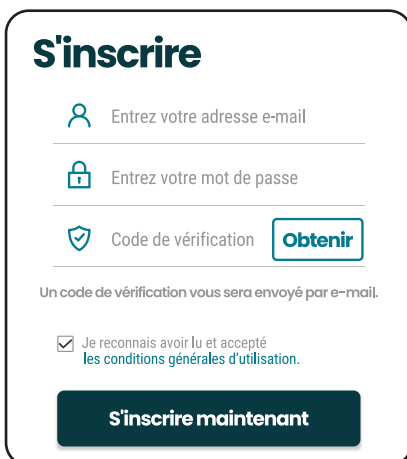 S'inscrire
Entrez votre adresse e-mail
Entrez votre mot de passe
Code de vérification Obtenir
Un code de vérification vous sera envoyé par e-mail.
Je reconnais avoir lu et accepté
les conditions générales d'utilisation.
S'inscrire maintenant